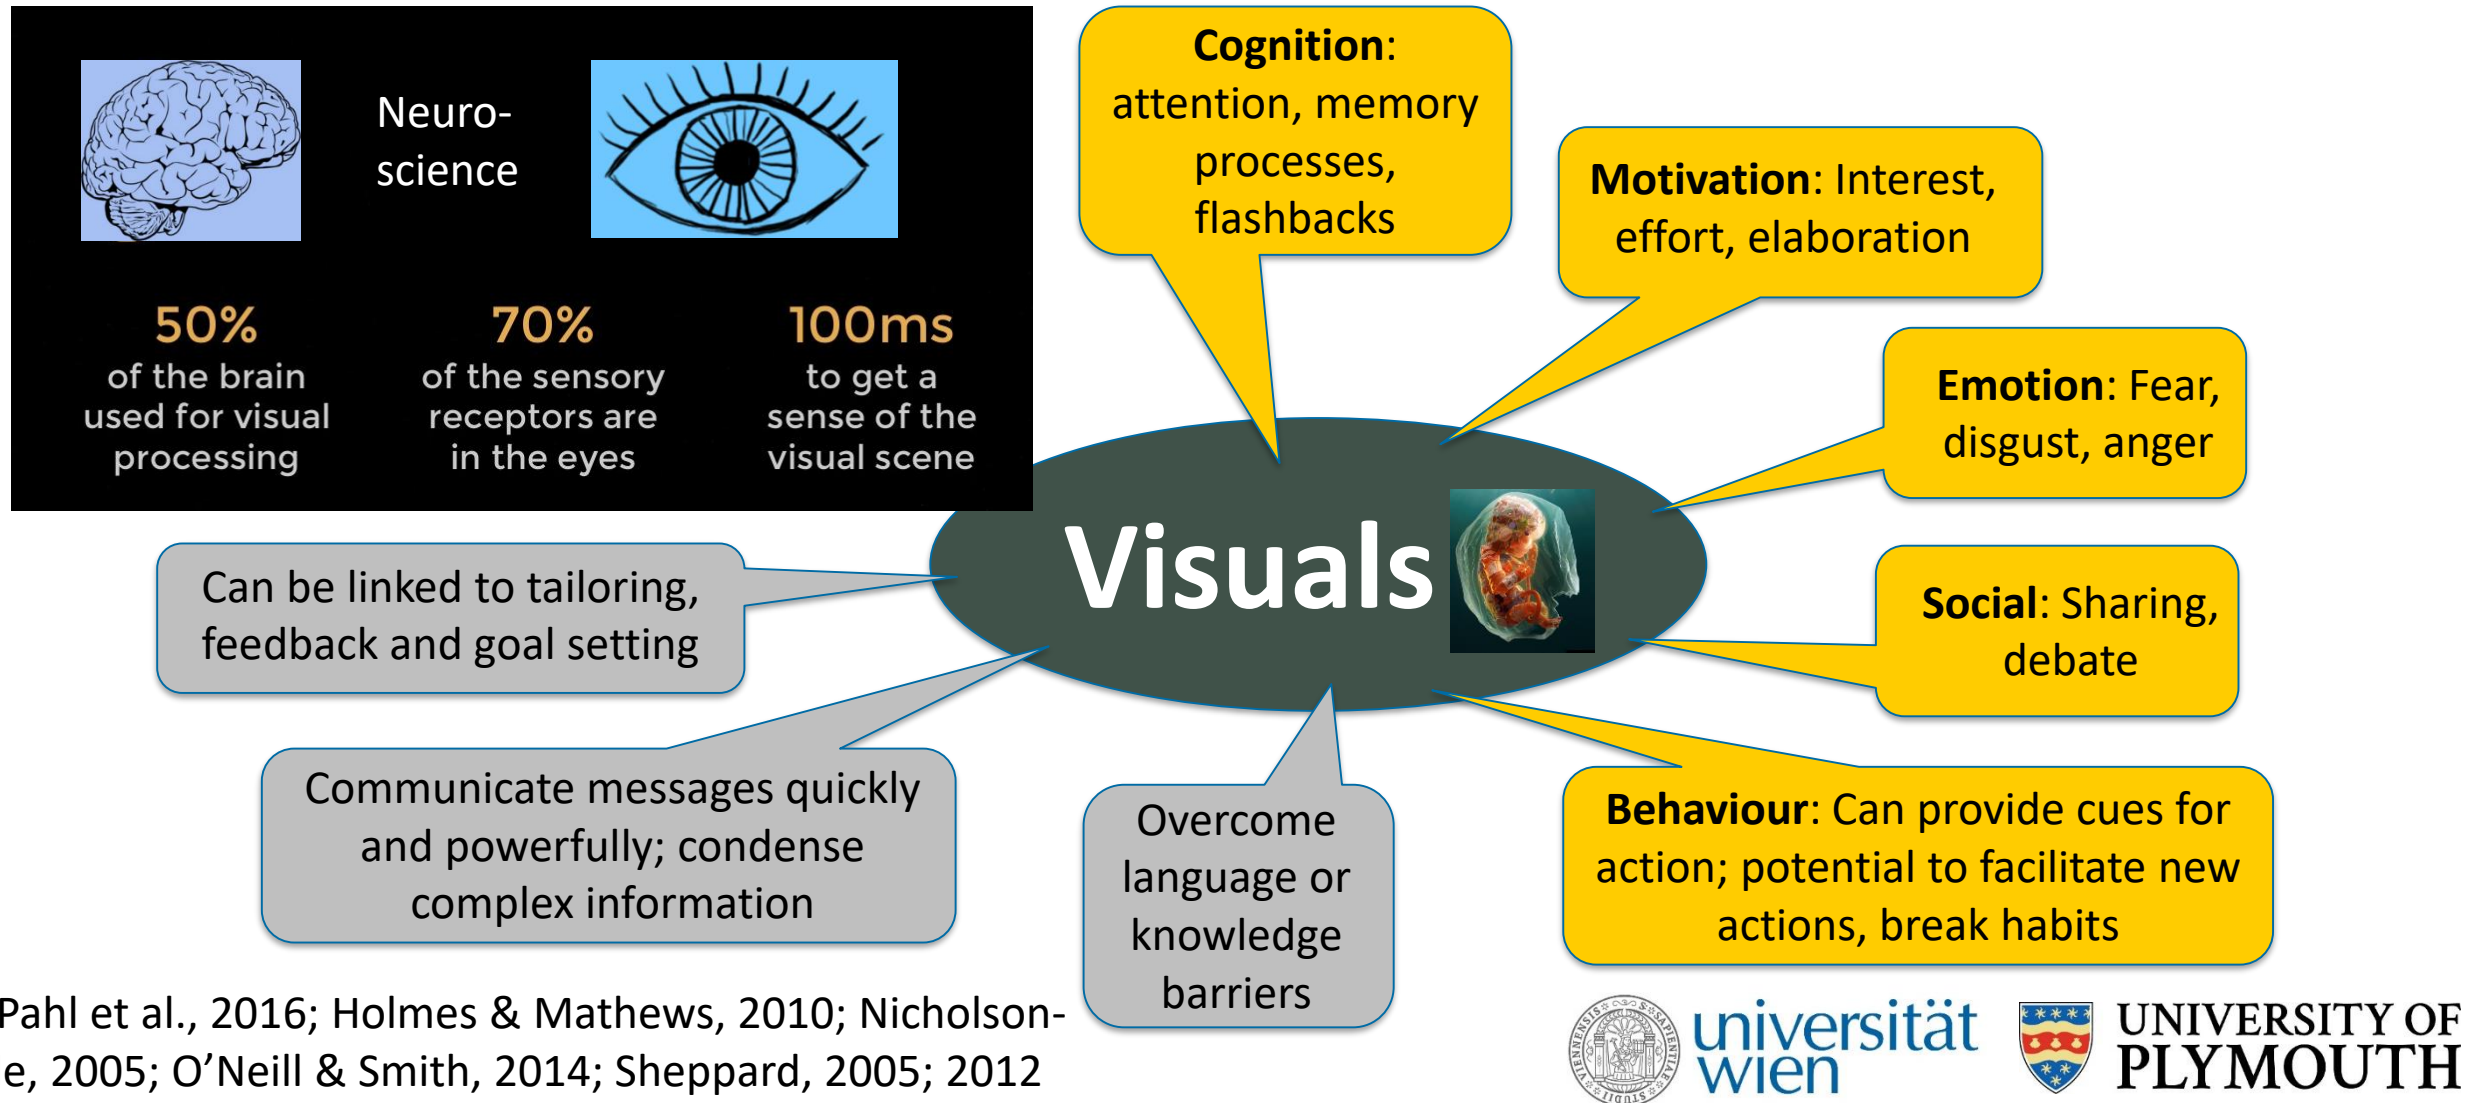 Neuro-
science
50%
of the brain
used for visual
processing
70%
of the sensory
receptors are
in the eyes
100ms
to get a
sense of the
visual scene
Cognition:
attention, memory
processes,
flashbacks
Motivation: Interest,
effort, elaboration
Emotion: Fear,
disgust, anger
Visuals
Social: Sharing,
debate
Can be linked to tailoring,
feedback and goal setting
Communicate messages quickly
and powerfully; condense
complex information
Overcome
language or
knowledge
barriers
Behaviour: Can provide cues for
action; potential to facilitate new
actions, break habits
Pahl et al., 2016; Holmes & Mathews, 2010; Nicholson-
e, 2005; O’Neill & Smith, 2014; Sheppard, 2005; 2012
universität
wien
UNIVERSITY OF
PLYMOUTH